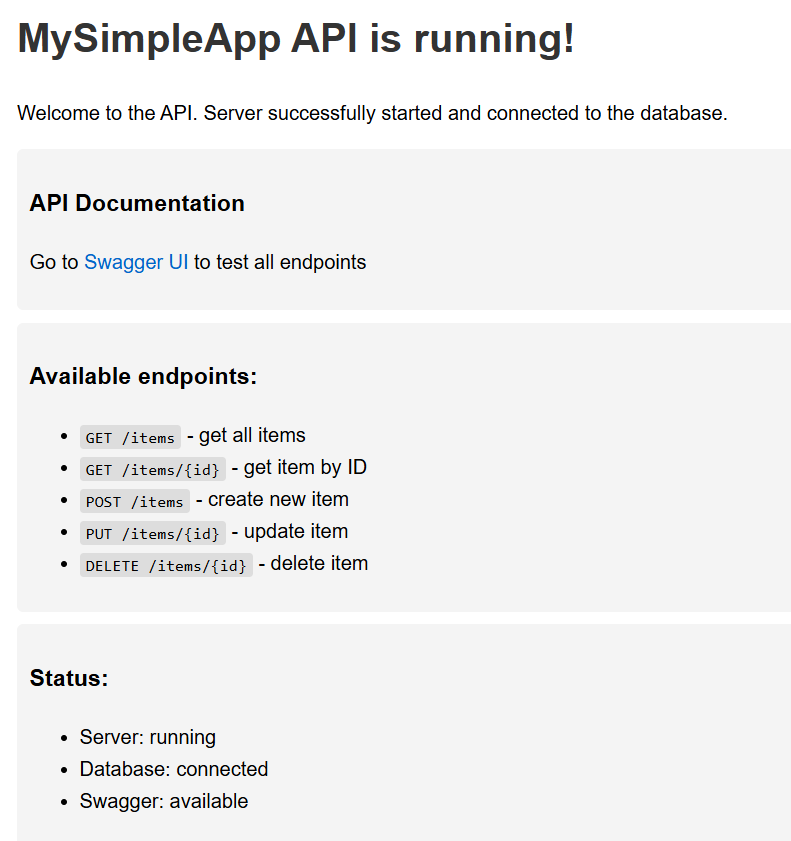 MySimpleApp API is running!
Welcome to the API. Server successfully started and connected to the database.
API Documentation
Go to Swagger UI to test all endpoints
Available endpoints:
GET /items - get all items
GET /items/{id} - get item by ID
POST /items - create new item
PUT /items/{id} - update item
DELETE /items/{id} - delete item
Status:
Server: running
Database: connected
Swagger: available